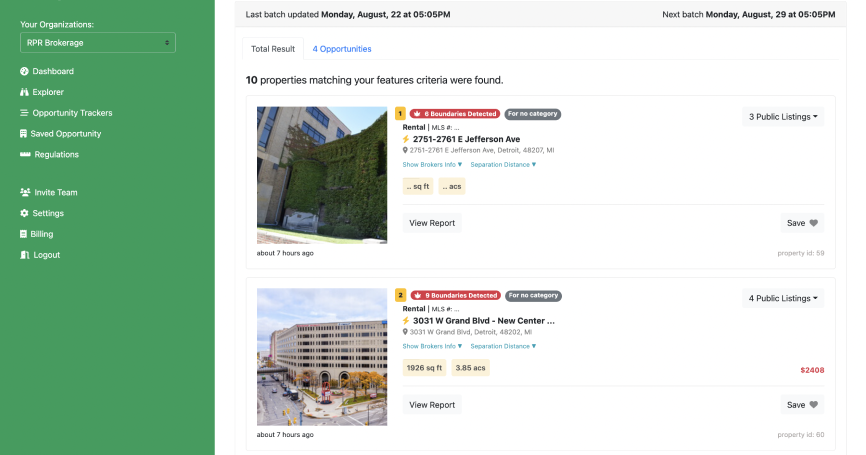 Your Organizations:
RPR Brokerage
Dashboard
Explorer
Opportunity Trackers
Saved Opportunity
Regulations
Invite Team
Settings
Billing
Logout
Last batch updated Monday, August, 22 at 05:05PM
Next batch Monday, August, 29 at 05:05PM
Total Result
4 Opportunities
10 properties matching your features criteria were found.
1 6 Boundaries Detected For no category
3 Public Listings
Rental | MLS #: ...
2751-2761 E Jefferson Ave
2751-2761 E Jefferson Ave, Detroit, 48207, MI
Show Brokers Info ▼ Separation Distance ▼
.. sq ft .. acs
View Report
Save
about 7 hours ago
property id: 59
2 9 Boundaries Detected For no category
4 Public Listings
Rental | MLS #: ...
3031 W Grand Blvd - New Center ...
3031 W Grand Blvd, Detroit, 48202, MI
Show Brokers Info ▼ Separation Distance ▼
1926 sq ft 3.85 acs
$2408
View Report
Save
about 7 hours ago
property id: 60